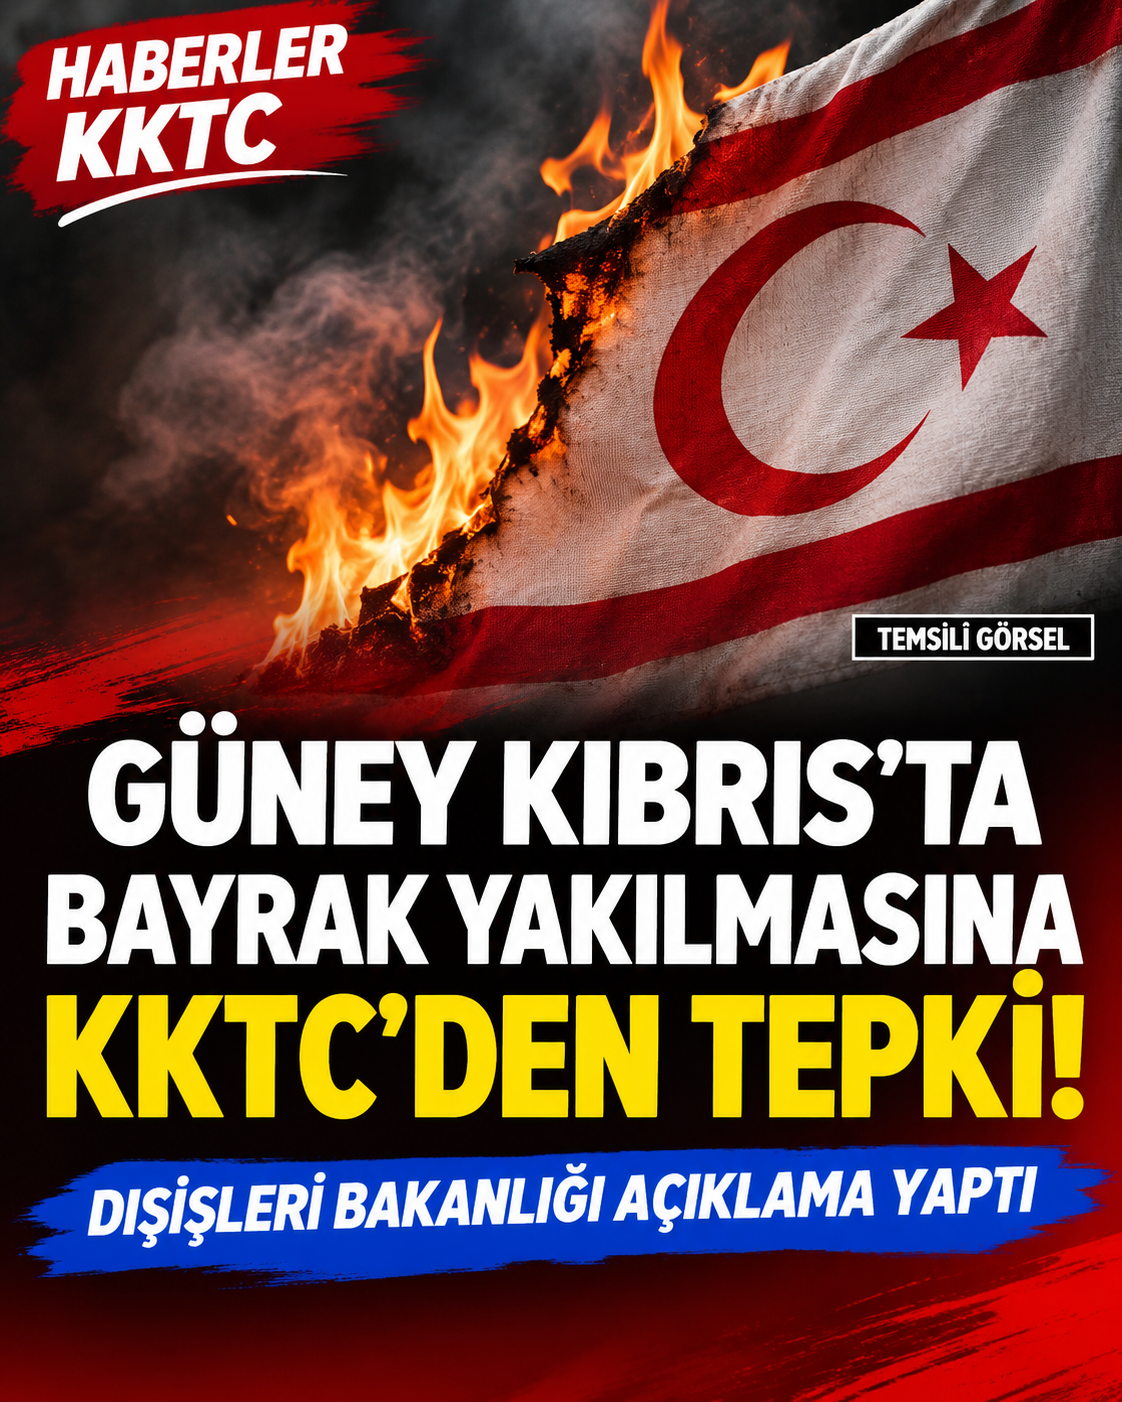 HABERLER
KKTC
TEMSİLÎ GÖRSEL
GÜNEY KIBRIS’TA
BAYRAK YAKILMASINA
KKTC’DEN TEPKİ!
DIŞİŞLERİ BAKANLIĞI AÇIKLAMA YAPTI